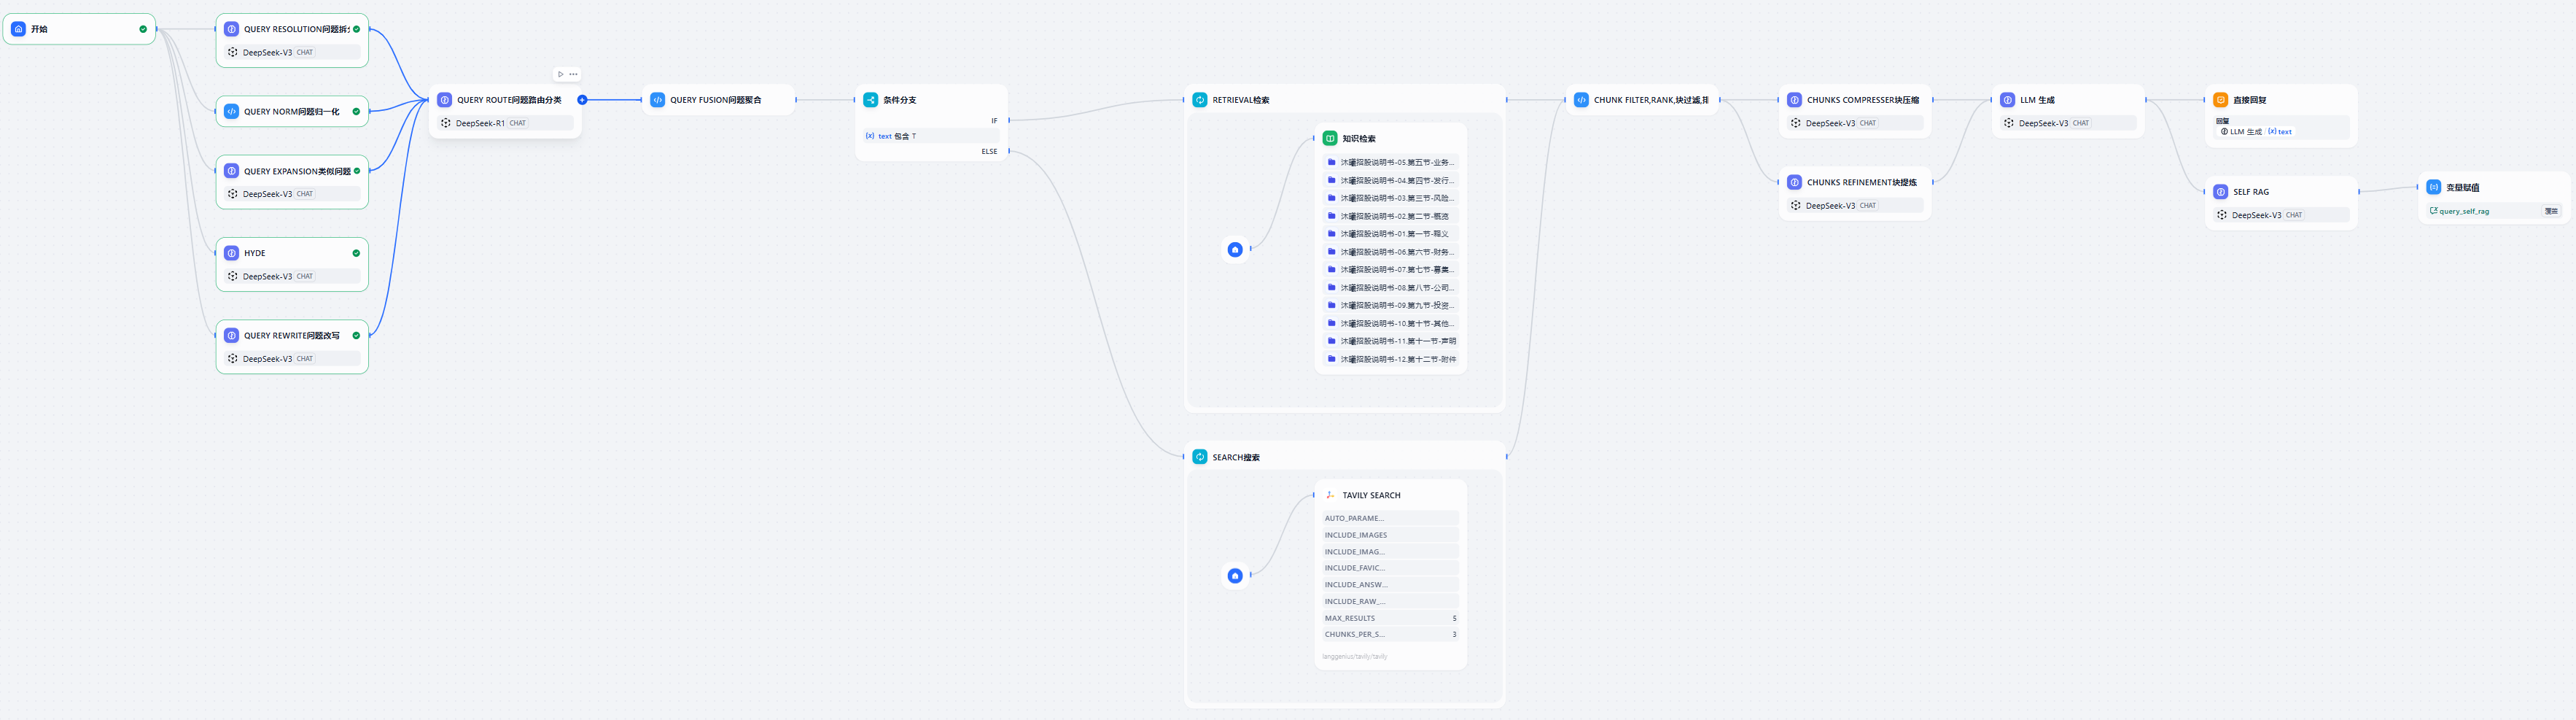 开始
QUERY RESOLUTION问题拆分
DeepSeek-V3 CHAT
QUERY NORM问题归一化
QUERY EXPANSION类似问题
DeepSeek-V3 CHAT
HYDE
DeepSeek-V3 CHAT
QUERY REWRITE问题改写
DeepSeek-V3 CHAT
QUERY ROUTE问题路由分类
DeepSeek-R1 CHAT
QUERY FUSION问题聚合
条件分支
IF
{x} text 包含 T
ELSE
RETRIEVAL检索
知识检索
沐曦招股说明书-05.第五节-业务...
沐曦招股说明书-04.第四节-发行...
沐曦招股说明书-03.第三节-风险...
沐曦招股说明书-02.第二节-概览
沐曦招股说明书-01.第一节-释义
沐曦招股说明书-06.第六节-财务...
沐曦招股说明书-07.第七节-募集...
沐曦招股说明书-08.第八节-公司...
沐曦招股说明书-09.第九节-投资...
沐曦招股说明书-10.第十节-其他...
沐曦招股说明书-11.第十一节-声明
沐曦招股说明书-12.第十二节-附件
SEARCH搜索
TAVILY SEARCH
AUTO_PARAME...
INCLUDE_IMAGES
INCLUDE_IMAG...
INCLUDE_FAVIC...
INCLUDE_ANSW...
INCLUDE_RAW_...
MAX_RESULTS 5
CHUNKS_PER_S... 3
langgenius/tavily/tavily
CHUNK FILTER,RANK,块过滤,排
CHUNKS COMPRESSER块压缩
DeepSeek-V3 CHAT
CHUNKS REFINEMENT块提炼
DeepSeek-V3 CHAT
LLM 生成
DeepSeek-V3 CHAT
直接回复
回复
LLM 生成 / {x} text
SELF RAG
DeepSeek-V3 CHAT
变量赋值
query_self_rag 覆盖